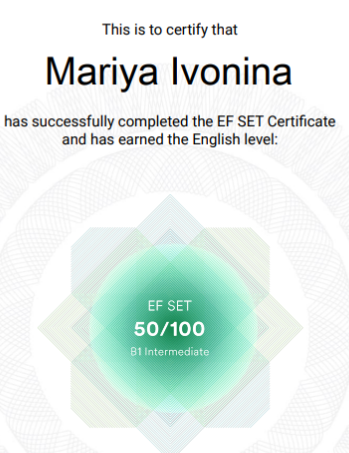 This is to certify that
Mariya Ivonina
has successfully completed the EF SET Certificate
and has earned the English level:
EF SET
50/100
B1 Intermediate